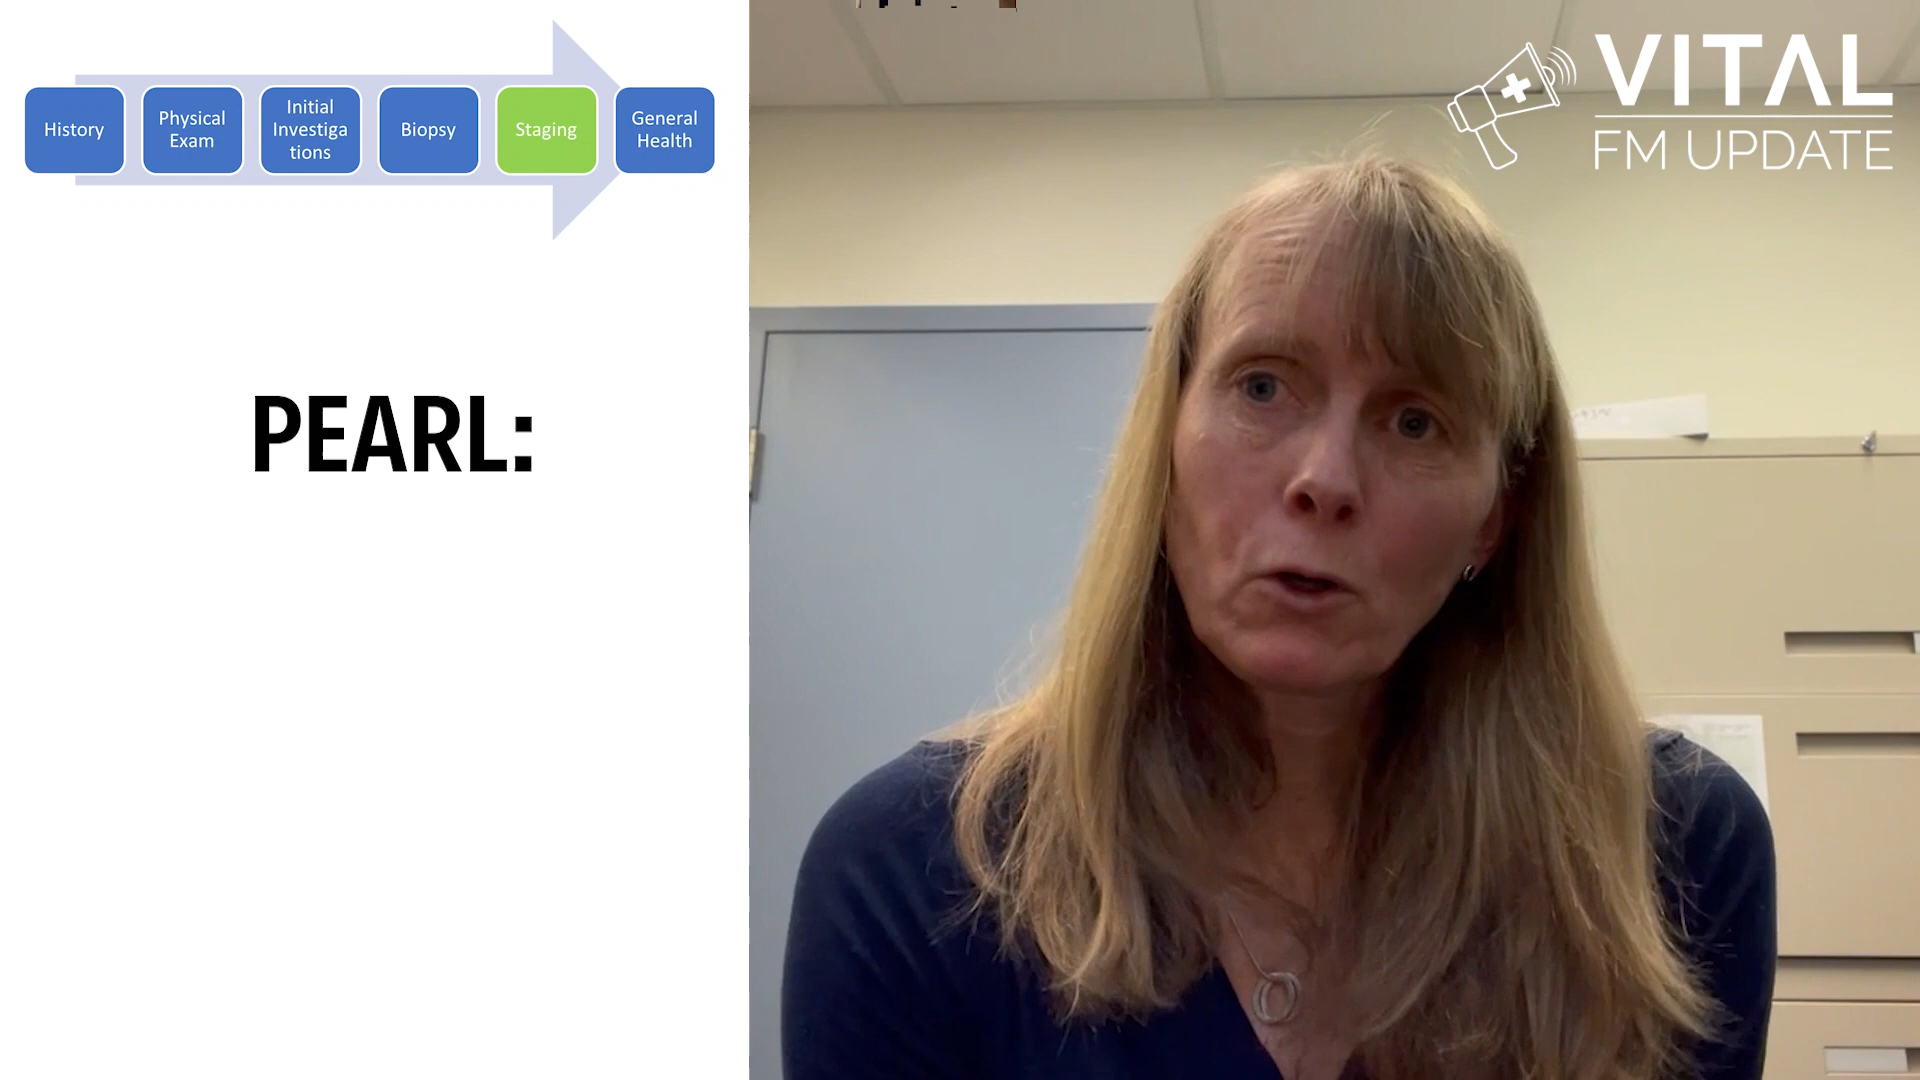 History
Physical
Exam
Initial
Investiga
tions
Biopsy
Staging
General
Health
VITAL
FM UPDATE
PEARL: